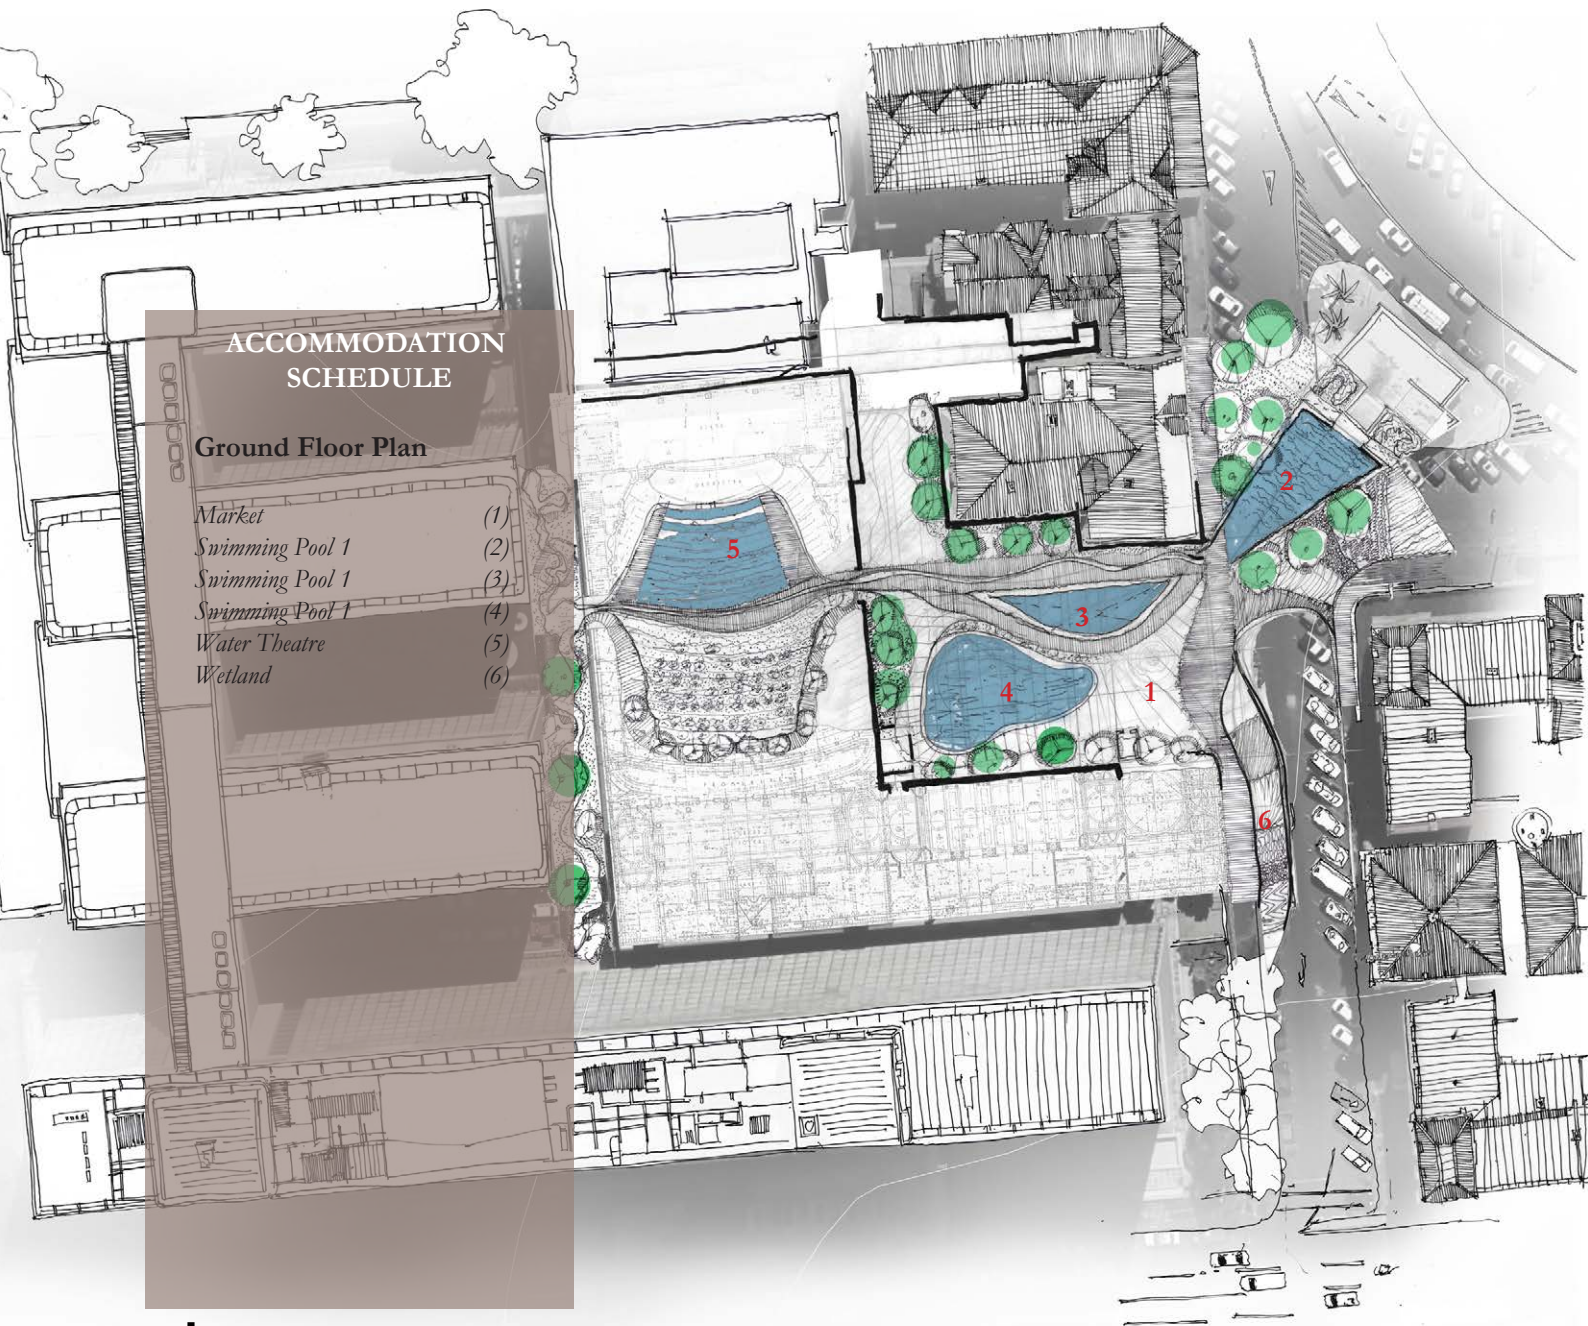 ACCOMMODATION
SCHEDULE
Ground Floor Plan
Market (1)
Swimming Pool 1 (2)
Swimming Pool 1 (3)
Swimming Pool 1 (4)
Water Theatre (5)
Wetland (6)
2
5
3
4
1
6